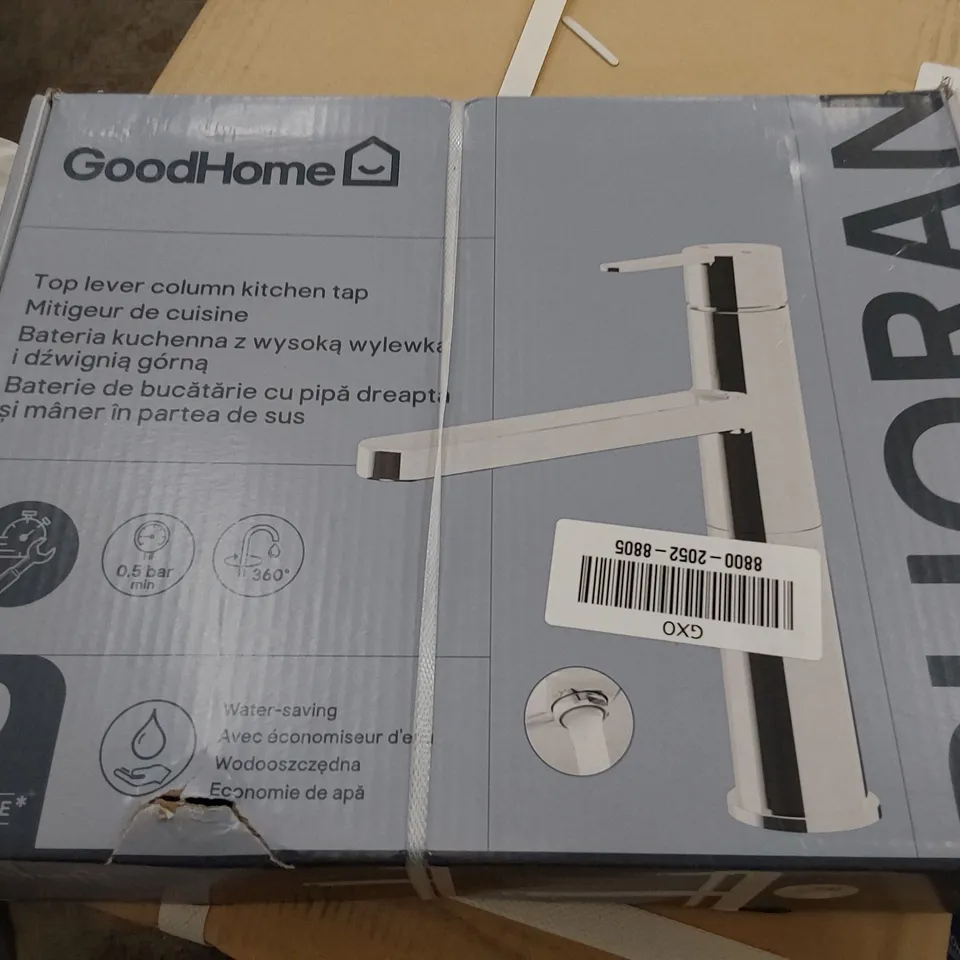 GoodHome
Top lever column kitchen tap
Mitigeur de cuisine
Bateria kuchenna z wysoką wylewką
i dźwignią górną
Baterie de bucătărie cu pipă dreaptă
și mâner în partea de sus
0,5 bar
min
360°
Water-saving
Avec économiseur d'e
Wodooszczędna
Economie de apă
E*
8800-2052-8805
GXO